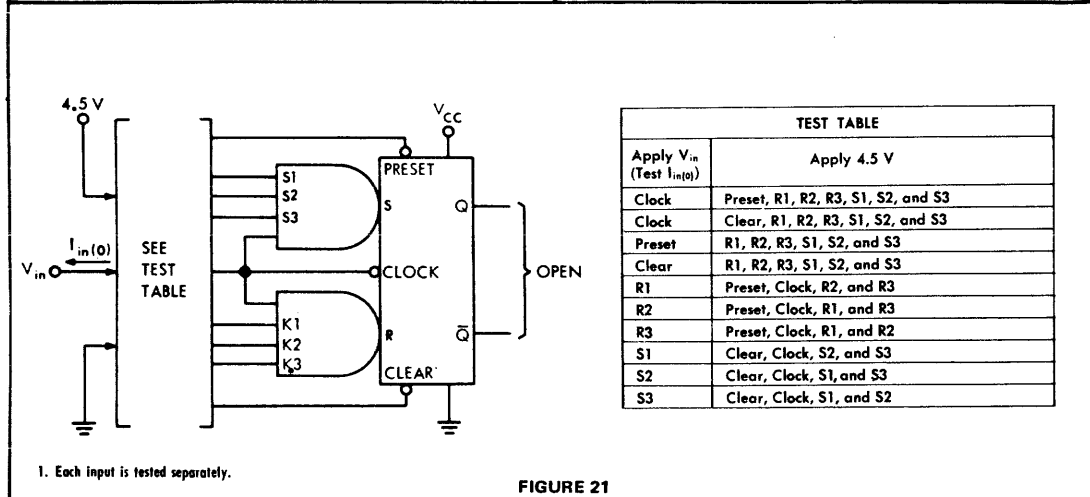 4.5 V
V_CC
PRESET
S1
S2
S3
S
Q
I_in(0)
V_in
SEE
TEST
TABLE
CLOCK
OPEN
K1
K2
K3
R
Q̅
CLEAR
1. Each input is tested separately.
TEST TABLE
Apply V_in (Test I_in(0)) Apply 4.5 V
Clock Preset, R1, R2, R3, S1, S2, and S3
Clock Clear, R1, R2, R3, S1, S2, and S3
Preset R1, R2, R3, S1, S2, and S3
Clear R1, R2, R3, S1, S2, and S3
R1 Preset, Clock, R2, and R3
R2 Preset, Clock, R1, and R3
R3 Preset, Clock, R1, and R2
S1 Clear, Clock, S2, and S3
S2 Clear, Clock, S1, and S3
S3 Clear, Clock, S1, and S2
FIGURE 21